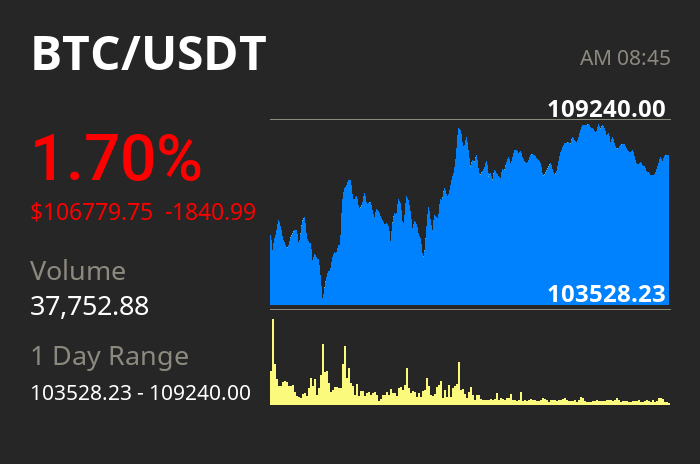 BTC/USDT
AM 08:45
109240.00
1.70%
$106779.75 -1840.99
Volume
37,752.88
103528.23
1 Day Range
103528.23 - 109240.00